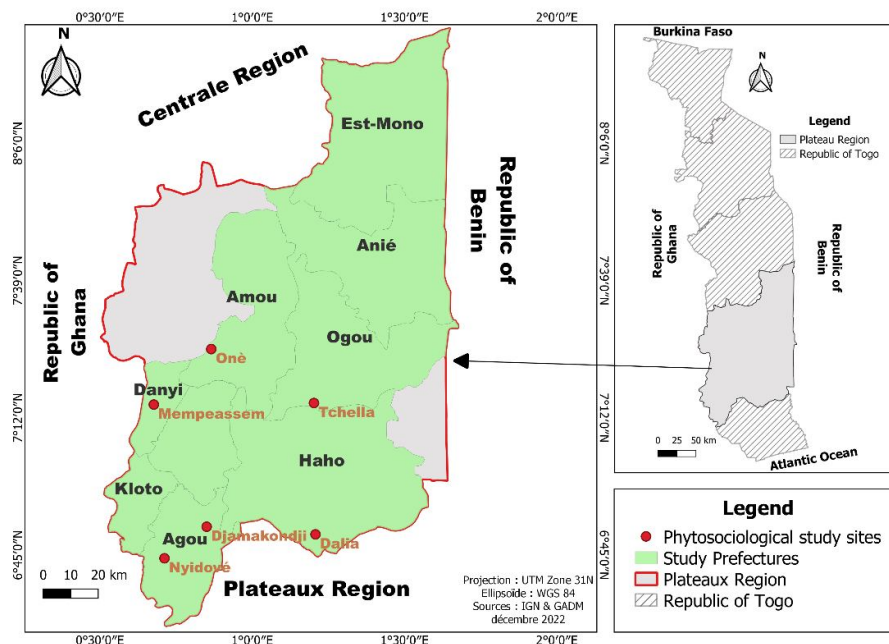 0°30'0"E
1°0'0"E
1°30'0"E
2°0'0"E
N
Centrale Region
8°6'0"N
Est-Mono
Republic of
Benin
Anié
7°39'0"N
Republic of
Ghana
Amou
Ogou
Onè
Danyi
Mempeassem
Tchella
7°12'0"N
Haho
Kloto
Djamakondji
Agou
Dalia
Nyidové
6°45'0"N
0 10 20 km
Plateaux Region
Projection : UTM Zone 31N
Ellipsoïde : WGS 84
Sources : IGN & GADM
décembre 2022
0°30'0"E
1°0'0"E
1°30'0"E
2°0'0"E
Burkina Faso
N
Legend
Plateau Region
Republic of Togo
8°6'0"N
Republic of
Ghana
Republic of
Benin
7°39'0"N
7°12'0"N
0 25 50 km
Atlantic Ocean
6°45'0"N
Legend
Phytosociological study sites
Study Prefectures
Plateaux Region
Republic of Togo